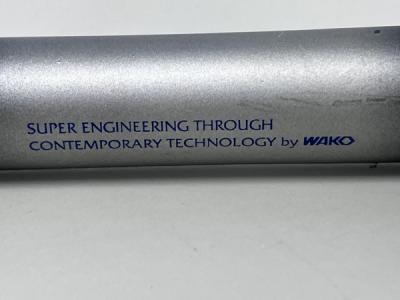 SUPER ENGINEERING THROUGH
CONTEMPORARY TECHNOLOGY by WAKO